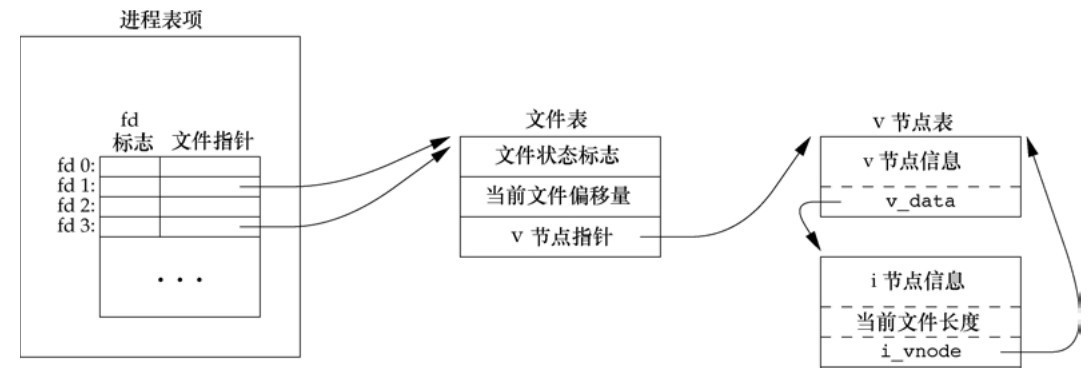 进程表项
fd
标志 文件指针
fd 0:
fd 1:
fd 2:
fd 3:
···
文件表
文件状态标志
当前文件偏移量
v 节点指针
v 节点表
v 节点信息
v_data
i 节点信息
当前文件长度
i_vnode